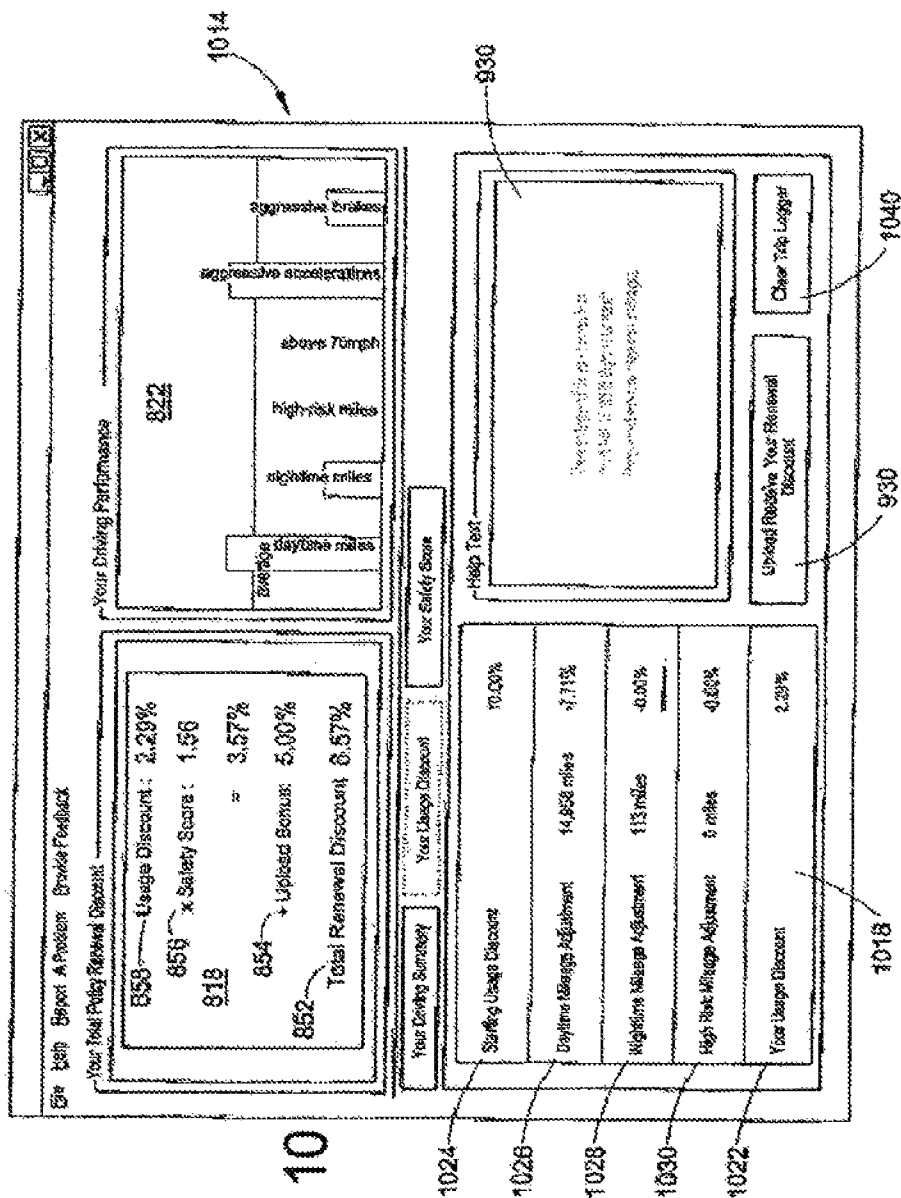 10
1014
File Help Report A Problem Provide Feedback
Your Total Policy Renewal Discount
858 Usage Discount : 2.29%
856 x Safety Score : 1.56
818 = 3.57%
854 + Upload Bonus: 5.00%
852 Total Renewal Discount 8.57%
Your Driving Performance
822
average
daytime miles
nightime miles
high-risk miles
above 70mph
aggressive accelerations
aggressive brakes
Your Driving Summary
Your Usage Discount
Your Safety Score
1024 Starting Usage Discount 10.00%
1026 Daytime Mileage Adjustment 14,958 miles -7.71%
1028 Nightime Mileage Adjustment 113 miles -0.00%
1030 High Risk Mileage Adjustment 0 miles -0.00%
1022 Your Usage Discount 2.29%
1018
Help Text
930
Upload Receive Your Renewal
Discount
930
Clear Trip Logger
1040